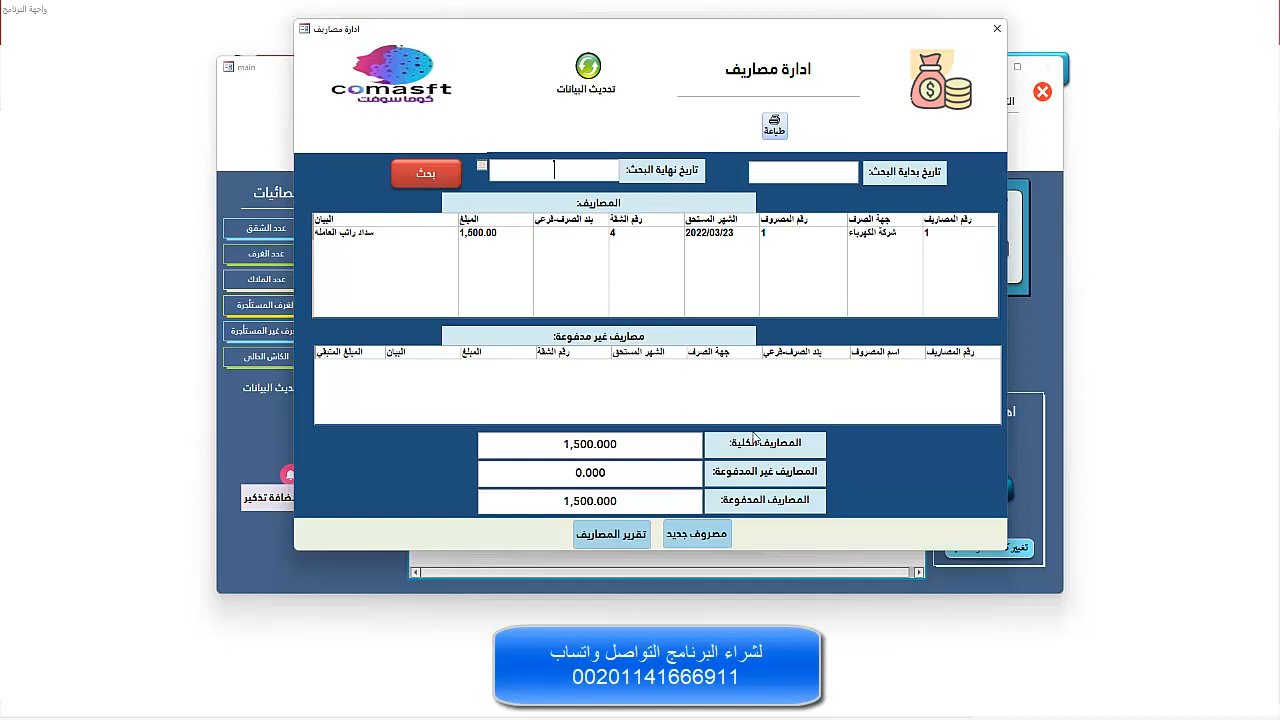 واجهة البرنامج
ادارة مصاريف
main
comasft
كوماسوفت
تحديث البيانات
ادارة مصاريف
طباعة
تاريخ بداية البحث:
تاريخ نهاية البحث:
بحث
المصاريف:
رقم المصاريف جهة الصرف رقم المصروف الشهر المستحق رقم الشقة بند الصرف-فرعي المبلغ البيان
1 شركة الكهرباء 1 2022/03/23 4 1,500.00 سداد راتب العامله
مصاريف غير مدفوعة:
رقم المصاريف اسم المصروف بند الصرف-فرعي جهة الصرف الشهر المستحق رقم الشقة المبلغ البيان المبلغ المتبقي
المصاريف الكلية: 1,500.000
المصاريف غير المدفوعة: 0.000
المصاريف المدفوعة: 1,500.000
مصروف جديد
تقرير المصاريف
عدد الشقق
عدد الغرف
عدد الملاك
الغرف المستأجرة
الكاش الحالي
لشراء البرنامج التواصل واتساب
00201141666911